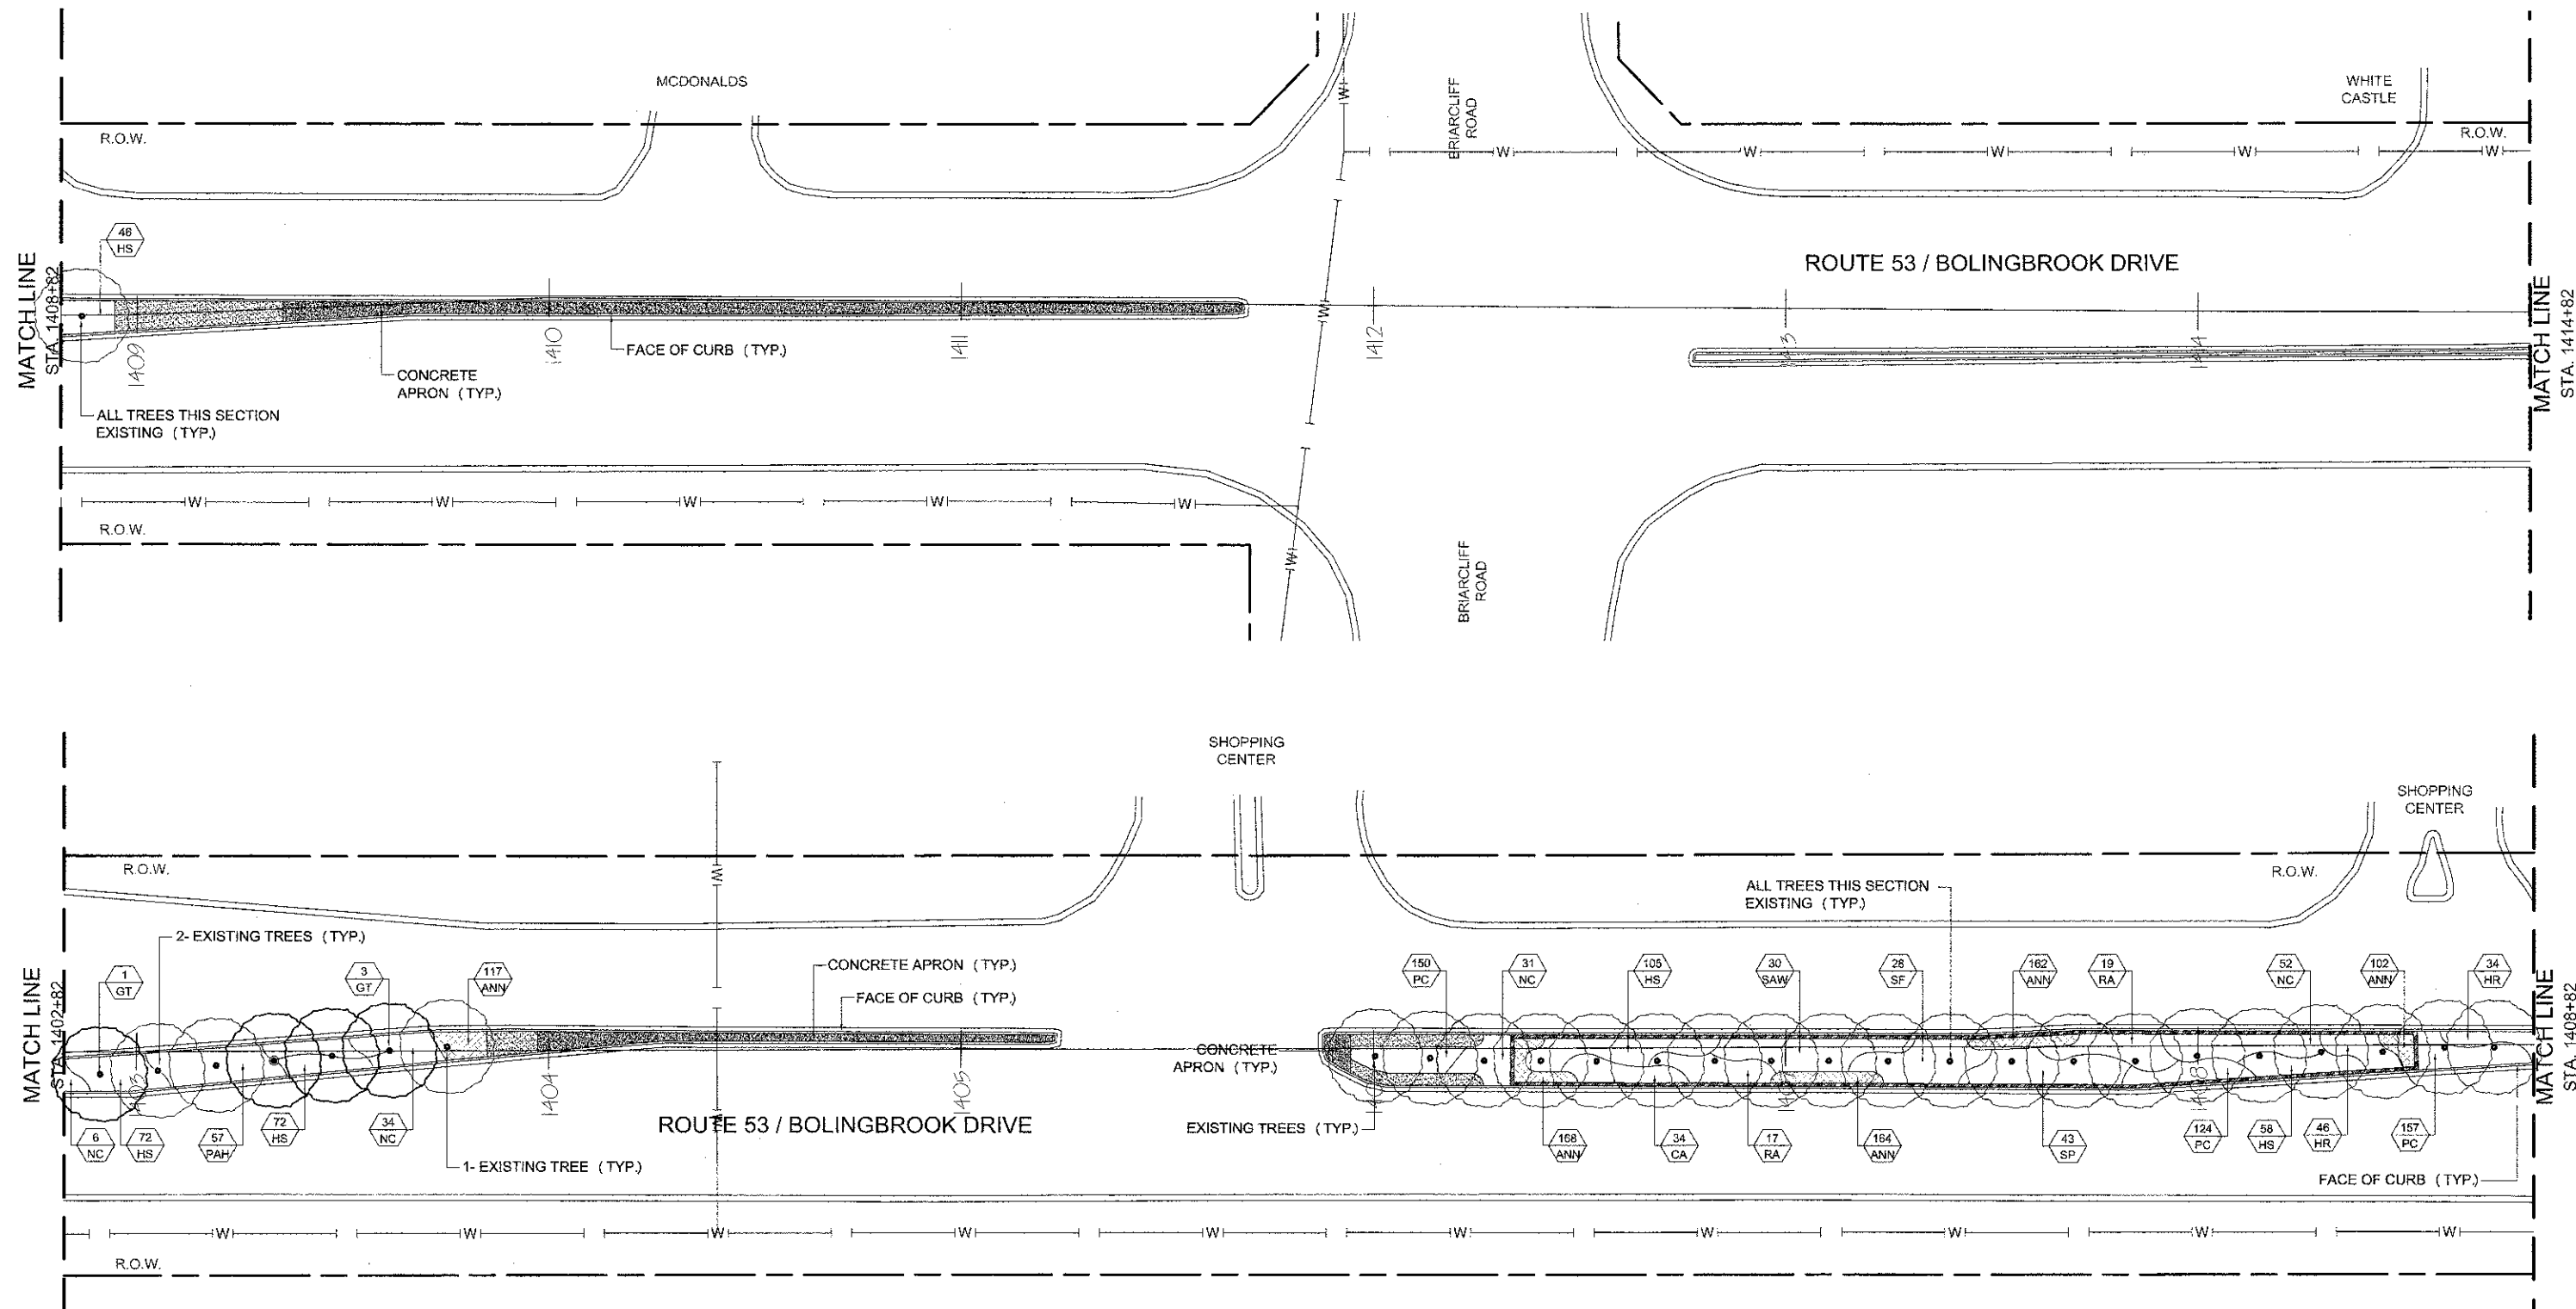 MCDONALDS
BRIARCLIFF
ROAD
WHITE
CASTLE
R.O.W.
R.O.W.
W
W
W
W
W
W
W
46
HS
ROUTE 53 / BOLINGBROOK DRIVE
MATCH LINE
STA. 1408+82
MATCH LINE
STA. 1414+82
1409
1410
1411
1412
1413
1414
W
FACE OF CURB (TYP.)
CONCRETE
APRON (TYP.)
ALL TREES THIS SECTION
EXISTING (TYP.)
W
W
W
W
W
R.O.W.
W
BRIARCLIFF
ROAD
SHOPPING
CENTER
SHOPPING
CENTER
R.O.W.
W
R.O.W.
ALL TREES THIS SECTION
EXISTING (TYP.)
2- EXISTING TREES (TYP.)
1
GT
3
GT
117
ANN
CONCRETE APRON (TYP.)
FACE OF CURB (TYP.)
150
PC
31
NC
105
HS
30
SAW
28
SF
162
ANN
19
RA
52
NC
102
ANN
34
HR
MATCH LINE
STA. 1402+82
MATCH LINE
STA. 1408+82
CONCRETE
APRON (TYP.)
1403
1404
1405
1408
ROUTE 53 / BOLINGBROOK DRIVE
EXISTING TREES (TYP.)
6
NC
72
HS
57
PAH
72
HS
34
NC
168
ANN
34
CA
17
RA
164
ANN
43
SP
124
PC
58
HS
46
HR
157
PC
1- EXISTING TREE (TYP.)
FACE OF CURB (TYP.)
W
W
W
W
W
W
W
W
W
W
R.O.W.